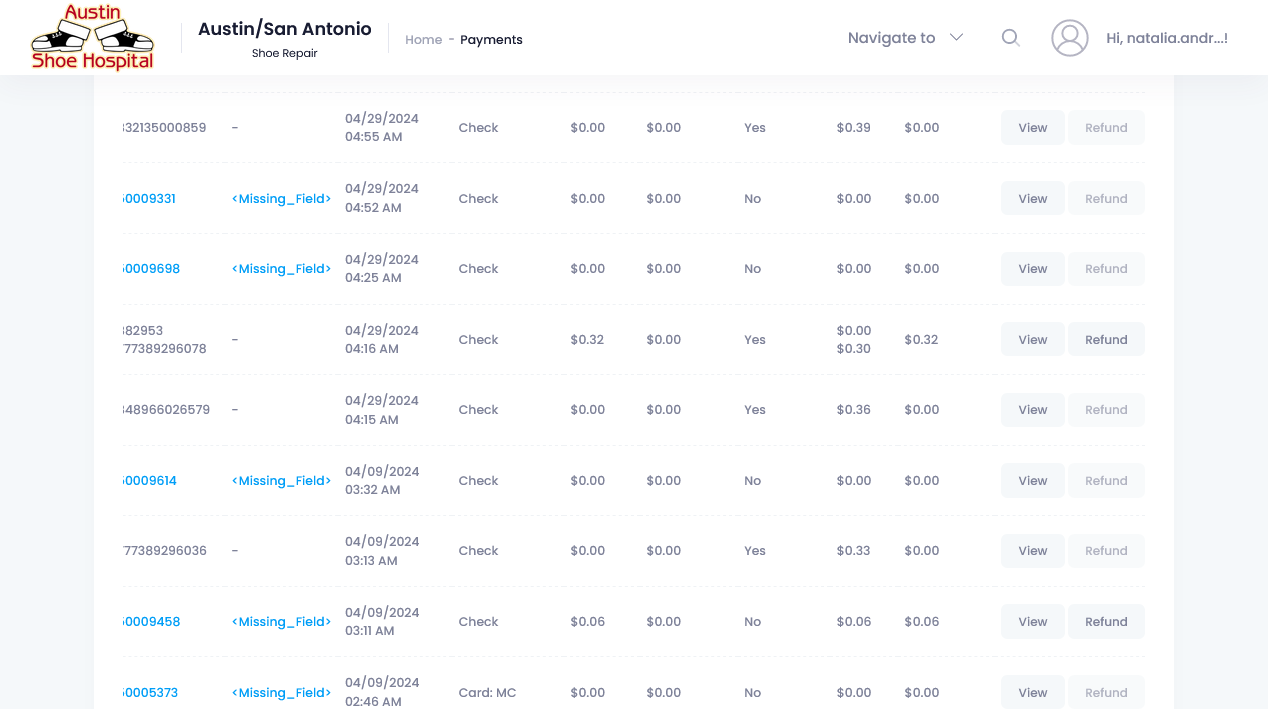 Austin
Shoe Hospital
Austin/San Antonio
Shoe Repair
Home - Payments
Navigate to
Hi, natalia.andr...!
332135000859 - 04/29/2024 04:55 AM Check $0.00 $0.00 Yes $0.39 $0.00 View Refund
0009331 <Missing_Field> 04/29/2024 04:52 AM Check $0.00 $0.00 No $0.00 $0.00 View Refund
0009698 <Missing_Field> 04/29/2024 04:25 AM Check $0.00 $0.00 No $0.00 $0.00 View Refund
382953 77389296078 - 04/29/2024 04:16 AM Check $0.32 $0.00 Yes $0.00 $0.30 $0.32 View Refund
48966026579 - 04/29/2024 04:15 AM Check $0.00 $0.00 Yes $0.36 $0.00 View Refund
0009614 <Missing_Field> 04/09/2024 03:32 AM Check $0.00 $0.00 No $0.00 $0.00 View Refund
77389296036 - 04/09/2024 03:13 AM Check $0.00 $0.00 Yes $0.33 $0.00 View Refund
0009458 <Missing_Field> 04/09/2024 03:11 AM Check $0.06 $0.00 No $0.06 $0.06 View Refund
0005373 <Missing_Field> 04/09/2024 02:46 AM Card: MC $0.00 $0.00 No $0.00 $0.00 View Refund